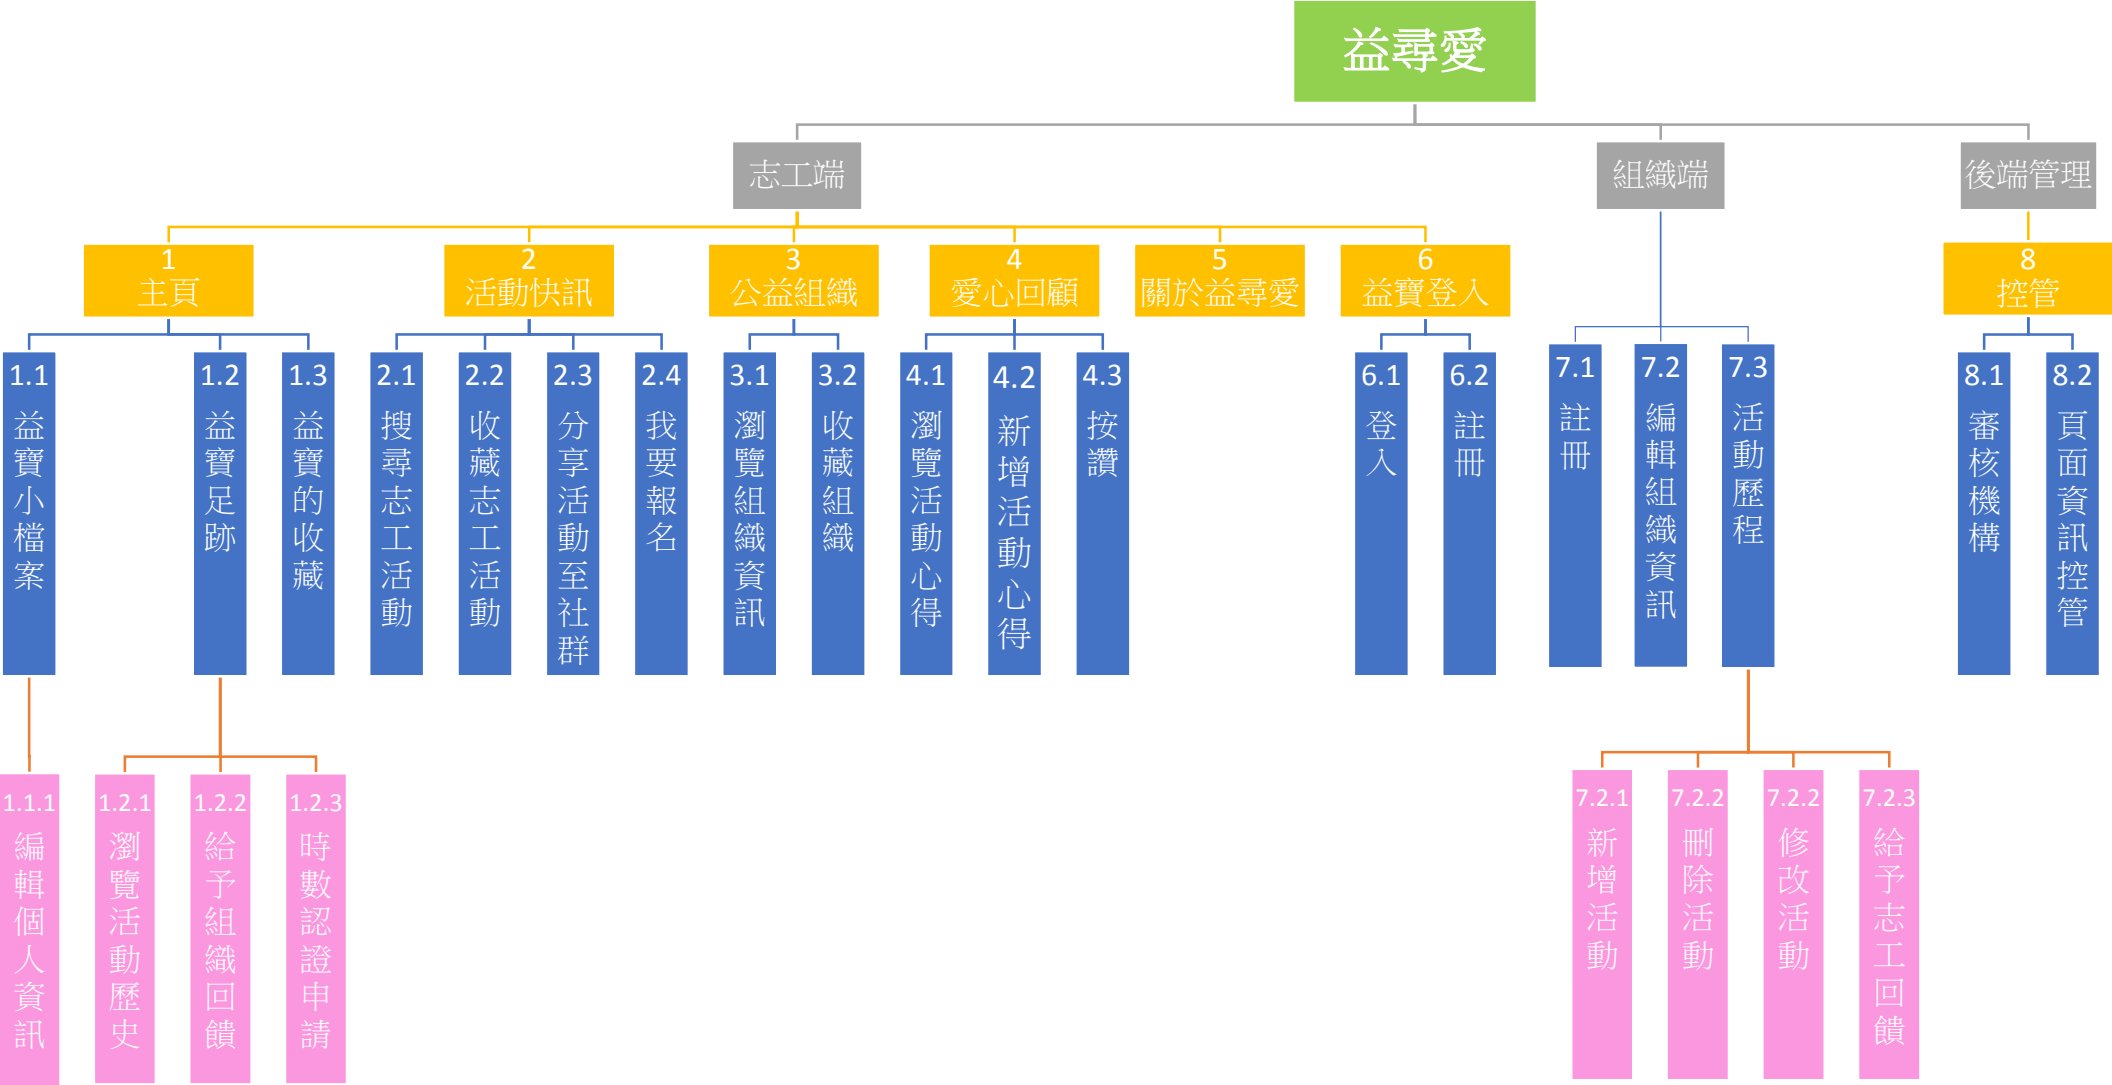 益尋愛
志工端
組織端
後端管理
1
主頁
2
活動快訊
3
公益組織
4
愛心回顧
5
關於益尋愛
6
益寶登入
8
控管
1.1
益寶小檔案
1.2
益寶足跡
1.3
益寶的收藏
2.1
搜尋志工活動
2.2
收藏志工活動
2.3
分享活動至社群
2.4
我要報名
3.1
瀏覽組織資訊
3.2
收藏組織
4.1
瀏覽活動心得
4.2
新增活動心得
4.3
按讚
6.1
登入
6.2
註冊
7.1
註冊
7.2
編輯組織資訊
7.3
活動歷程
8.1
審核機構
8.2
頁面資訊控管
1.1.1
編輯個人資訊
1.2.1
瀏覽活動歷史
1.2.2
給予組織回饋
1.2.3
時數認證申請
7.2.1
新增活動
7.2.2
刪除活動
7.2.2
修改活動
7.2.3
給予志工回饋